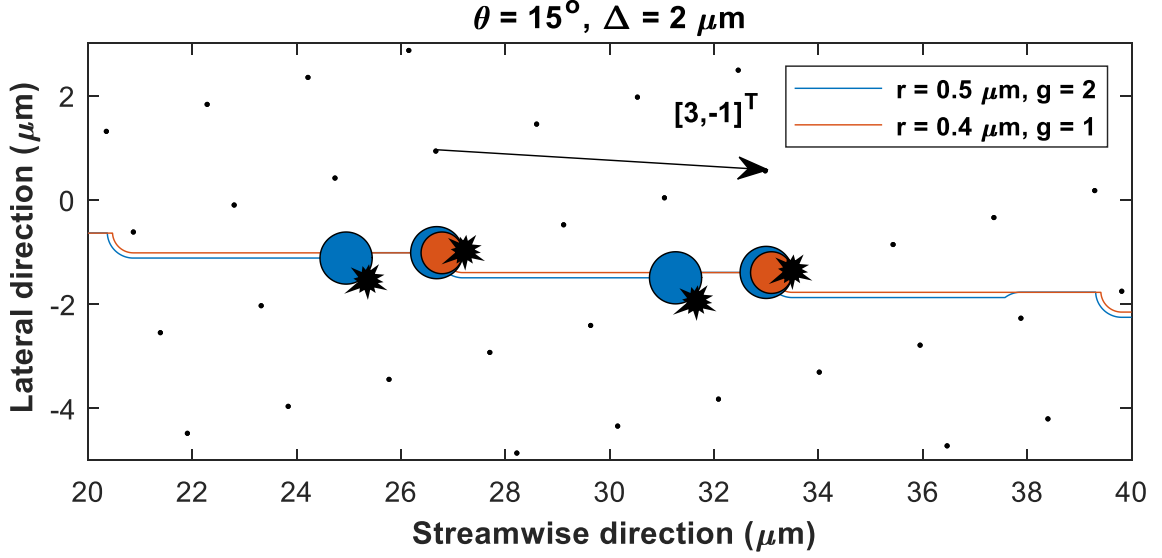 θ = 15°, Δ = 2 μm
[3,-1]ᵀ
r = 0.5 μm, g = 2
r = 0.4 μm, g = 1
Lateral direction (μm)
2
0
-2
-4
20 22 24 26 28 30 32 34 36 38 40
Streamwise direction (μm)